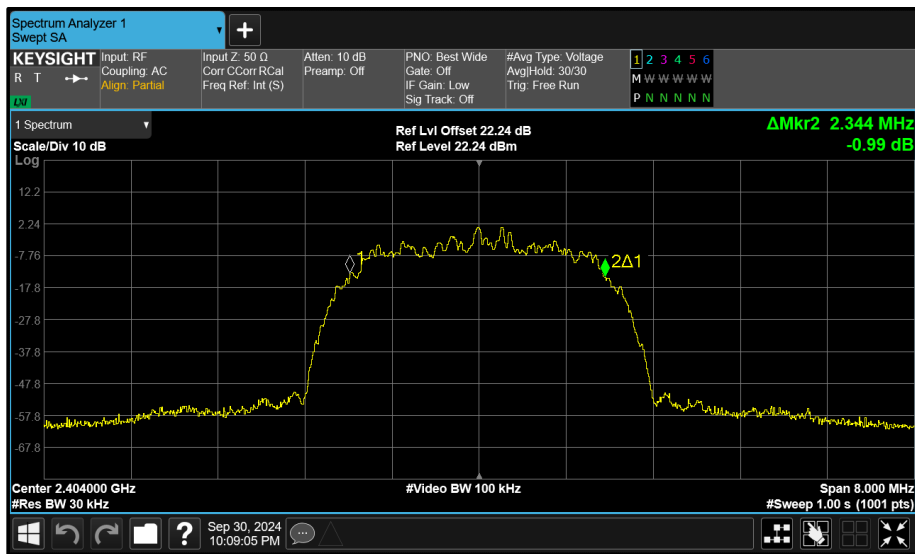 Spectrum Analyzer 1
Swept SA
+
KEYSIGHT Input: RF Input Z: 50 Ω Atten: 10 dB PNO: Best Wide #Avg Type: Voltage 1 2 3 4 5 6
R T Coupling: AC Corr CCorr RCal Preamp: Off Gate: Off Avg|Hold: 30/30 M W W W W W
Align: Partial Freq Ref: Int (S) IF Gain: Low Trig: Free Run
LXI Sig Track: Off P N N N N N
1 Spectrum Ref Lvl Offset 22.24 dB ΔMkr2 2.344 MHz
Scale/Div 10 dB Ref Level 22.24 dBm -0.99 dB
Log
12.2
2.24
-7.76
1
2Δ1
-17.8
-27.8
-37.8
-47.8
-57.8
-67.8
Center 2.404000 GHz #Video BW 100 kHz Span 8.000 MHz
#Res BW 30 kHz #Sweep 1.00 s (1001 pts)
?
Sep 30, 2024
10:09:05 PM